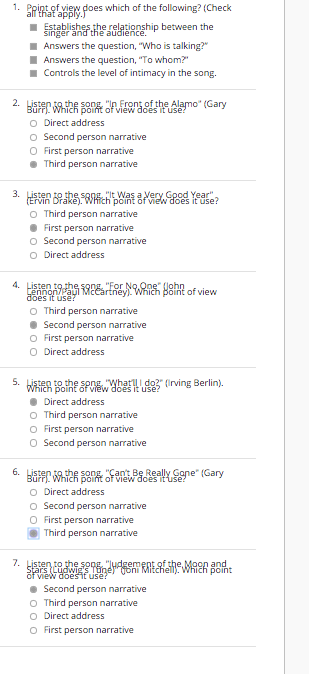 1. Point of view does which of the following? (Check
all that apply.)
Establishes the relationship between the
singer and the audience.
Answers the question, "Who is talking?"
Answers the question, "To whom?"
Controls the level of intimacy in the song.
2. Listen to the song, "In Front of the Alamo" (Gary
Burr). Which point of view does it use?
Direct address
Second person narrative
First person narrative
Third person narrative
3. Listen to the song, "It Was a Very Good Year"
(Ervin Drake). Which point of view does it use?
Third person narrative
First person narrative
Second person narrative
Direct address
4. Listen to the song, "For No One" (John
Lennon/Paul McCartney). Which point of view
does it use?
Third person narrative
Second person narrative
First person narrative
Direct address
5. Listen to the song, "What'll I do?" (Irving Berlin).
Which point of view does it use?
Direct address
Third person narrative
First person narrative
Second person narrative
6. Listen to the song, "Can't Be Really Gone" (Gary
Burr). Which point of view does it use?
Direct address
Second person narrative
First person narrative
Third person narrative
7. Listen to the song, "Judgement of the Moon and
Stars (Ludwig's Tune)" (Joni Mitchell). Which point
of view does it use?
Second person narrative
Third person narrative
Direct address
First person narrative